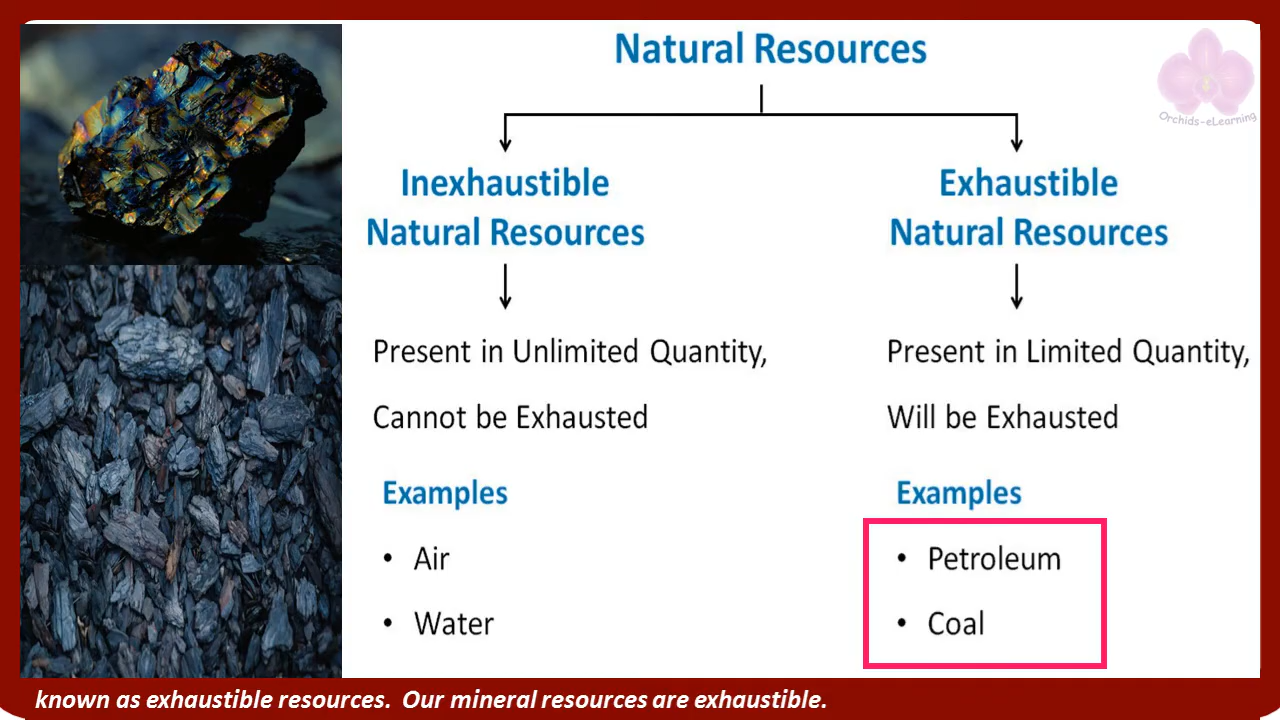 Natural Resources
Orchids-eLearning
Inexhaustible
Natural Resources
Present in Unlimited Quantity,
Cannot be Exhausted
Examples
• Air
• Water
Exhaustible
Natural Resources
Present in Limited Quantity,
Will be Exhausted
Examples
• Petroleum
• Coal
known as exhaustible resources. Our mineral resources are exhaustible.